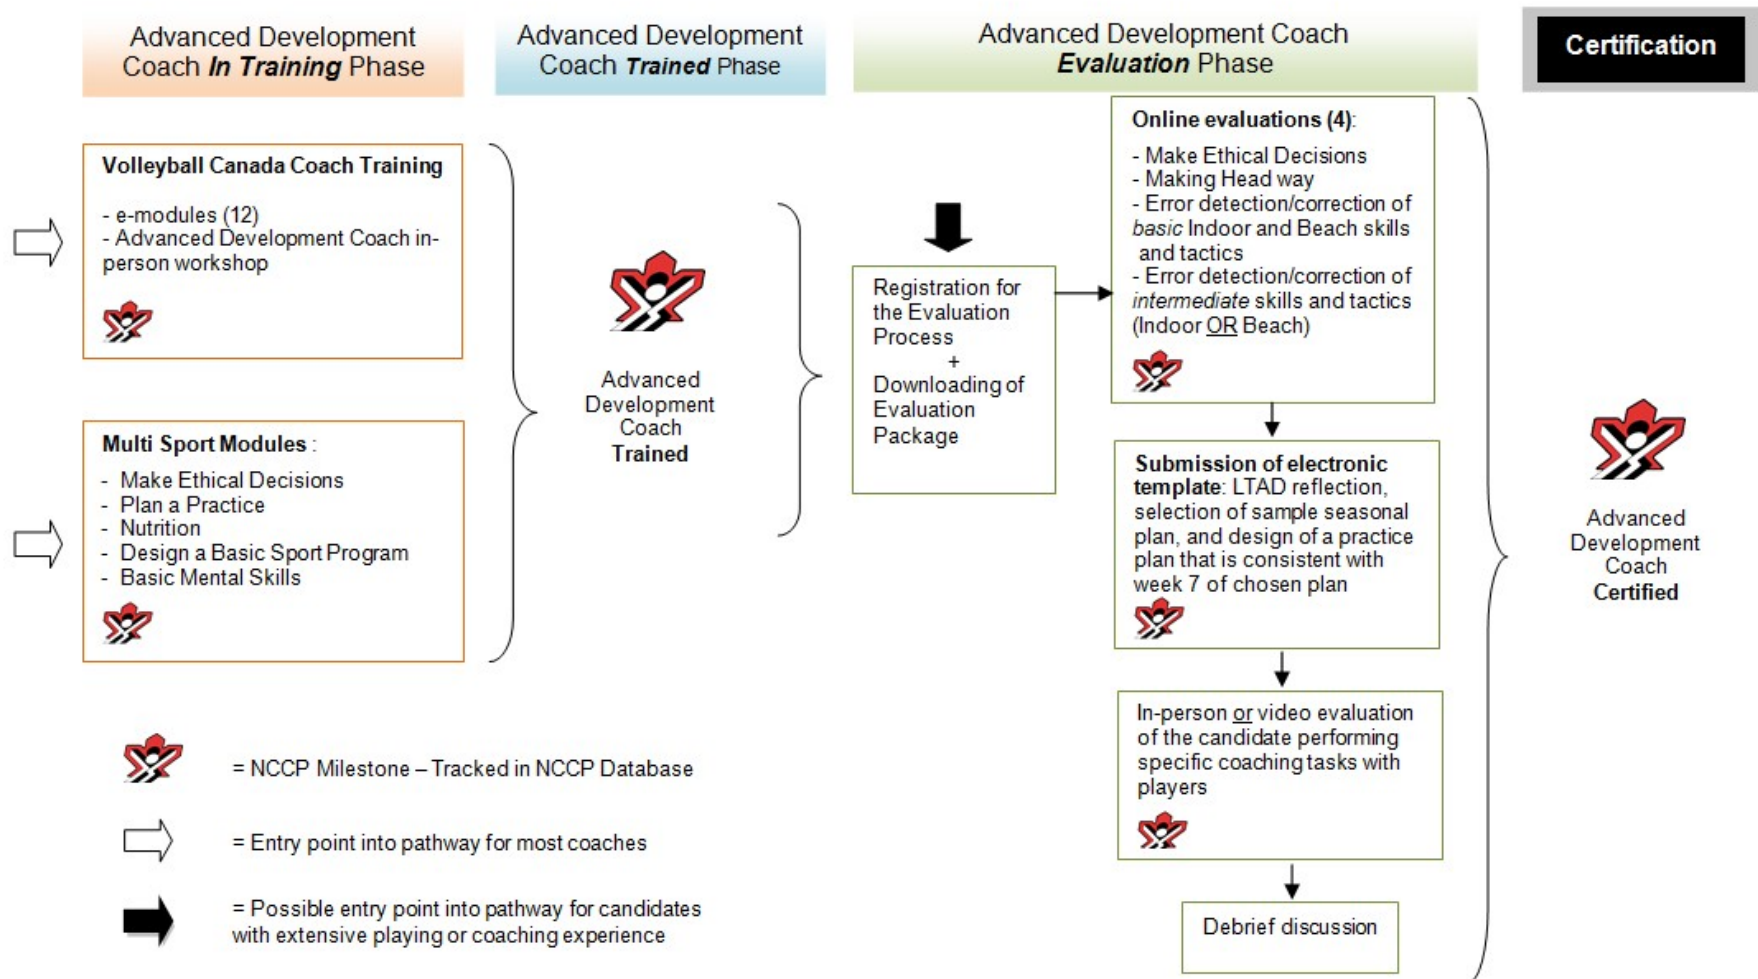 Advanced Development
Coach In Training Phase
Advanced Development
Coach Trained Phase
Advanced Development Coach
Evaluation Phase
Certification
Volleyball Canada Coach Training
- e-modules (12)
- Advanced Development Coach in-
person workshop
Multi Sport Modules :
- Make Ethical Decisions
- Plan a Practice
- Nutrition
- Design a Basic Sport Program
- Basic Mental Skills
Advanced
Development
Coach
Trained
Registration for
the Evaluation
Process
+
Downloading of
Evaluation
Package
Online evaluations (4):
- Make Ethical Decisions
- Making Head way
- Error detection/correction of
basic Indoor and Beach skills
and tactics
- Error detection/correction of
intermediate skills and tactics
(Indoor OR Beach)
Submission of electronic
template: LTAD reflection,
selection of sample seasonal
plan, and design of a practice
plan that is consistent with
week 7 of chosen plan
In-person or video evaluation
of the candidate performing
specific coaching tasks with
players
Debrief discussion
Advanced
Development
Coach
Certified
= NCCP Milestone – Tracked in NCCP Database
= Entry point into pathway for most coaches
= Possible entry point into pathway for candidates
with extensive playing or coaching experience